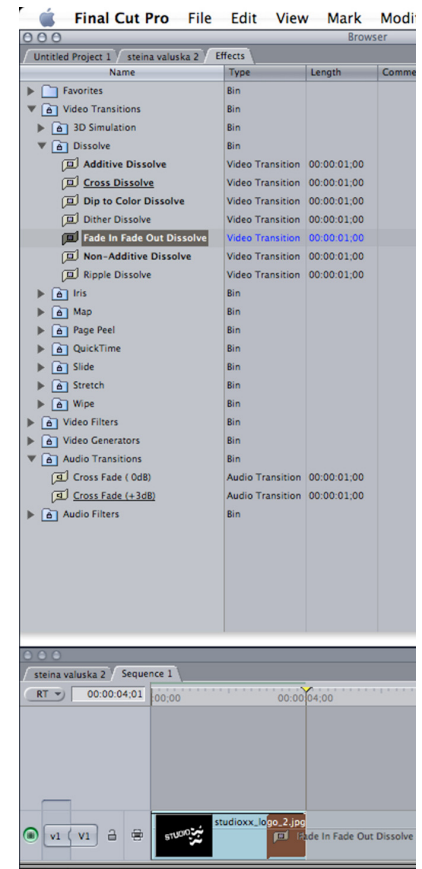 Final Cut Pro File Edit View Mark Modi
Browser
Untitled Project 1 steina valuska 2 Effects
Name Type Length Comme
Favorites Bin
Video Transitions Bin
3D Simulation Bin
Dissolve Bin
Additive Dissolve Video Transition 00:00:01;00
Cross Dissolve Video Transition 00:00:01;00
Dip to Color Dissolve Video Transition 00:00:01;00
Dither Dissolve Video Transition 00:00:01;00
Fade In Fade Out Dissolve Video Transition 00:00:01;00
Non-Additive Dissolve Video Transition 00:00:01;00
Ripple Dissolve Video Transition 00:00:01;00
Iris Bin
Map Bin
Page Peel Bin
QuickTime Bin
Slide Bin
Stretch Bin
Wipe Bin
Video Filters Bin
Video Generators Bin
Audio Transitions Bin
Cross Fade ( 0dB) Audio Transition 00:00:01;00
Cross Fade (+3dB) Audio Transition 00:00:01;00
Audio Filters Bin
steina valuska 2 Sequence 1
RT 00:00:04;01 :00;00 00:00:04;00
studioxx_logo_2.jpg
v1 V1 STUDIO Fade In Fade Out Dissolve